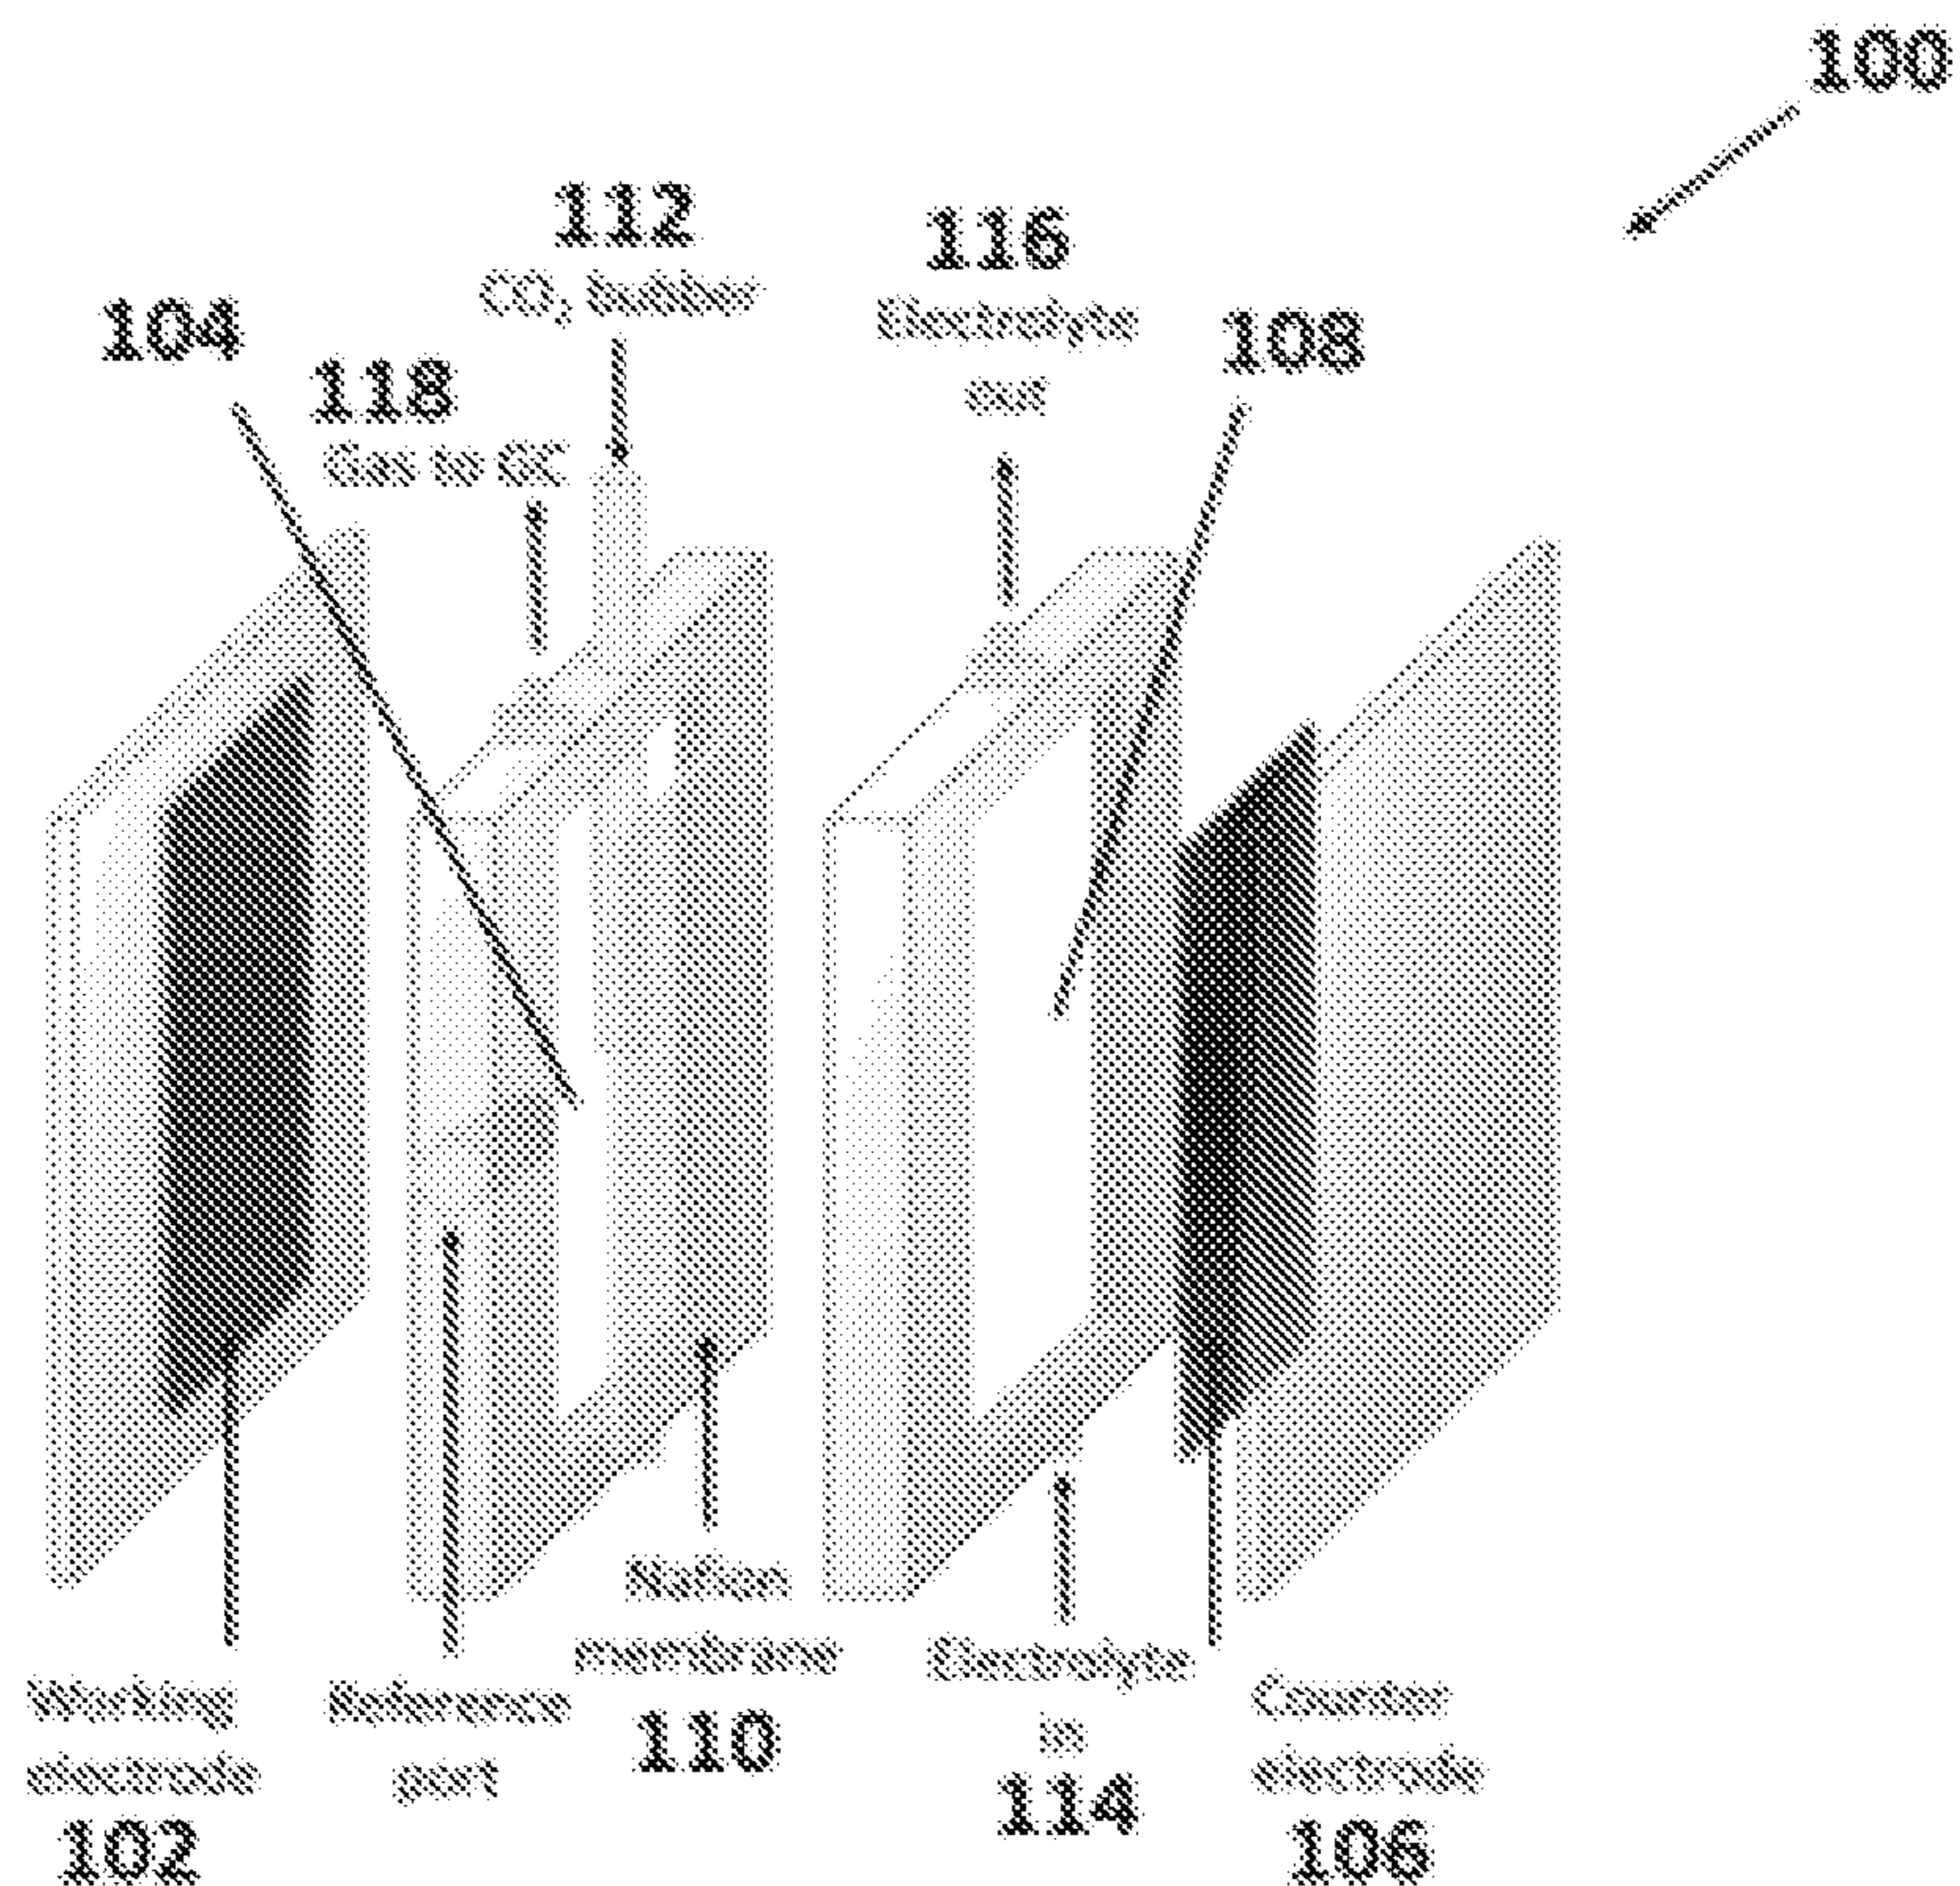 100
112
CO₂ bubbler
116
Electrolyte
out
104
108
118
Gas to GC
Nafion
membrane
110
Working
electrode
102
Reference
port
Electrolyte
in
114
Counter
electrode
106